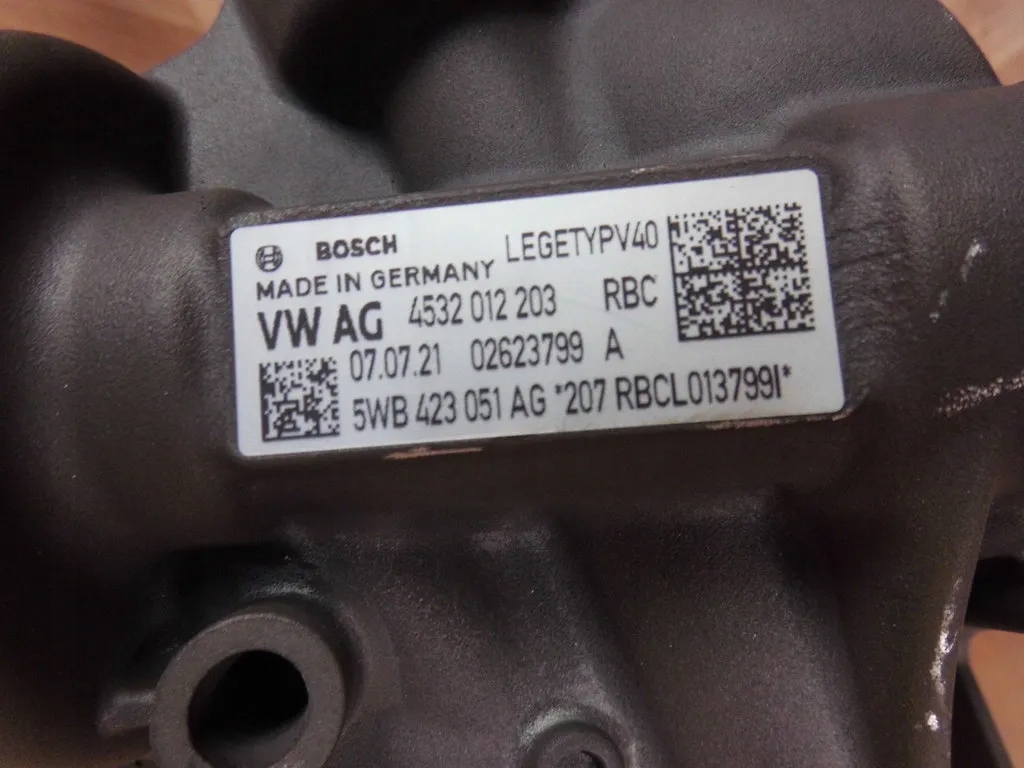 BOSCH LEGETYPV40
MADE IN GERMANY
VW AG 4532 012 203 RBC
07.07.21 02623799 A
5WB 423 051 AG *207 RBCL013799I*